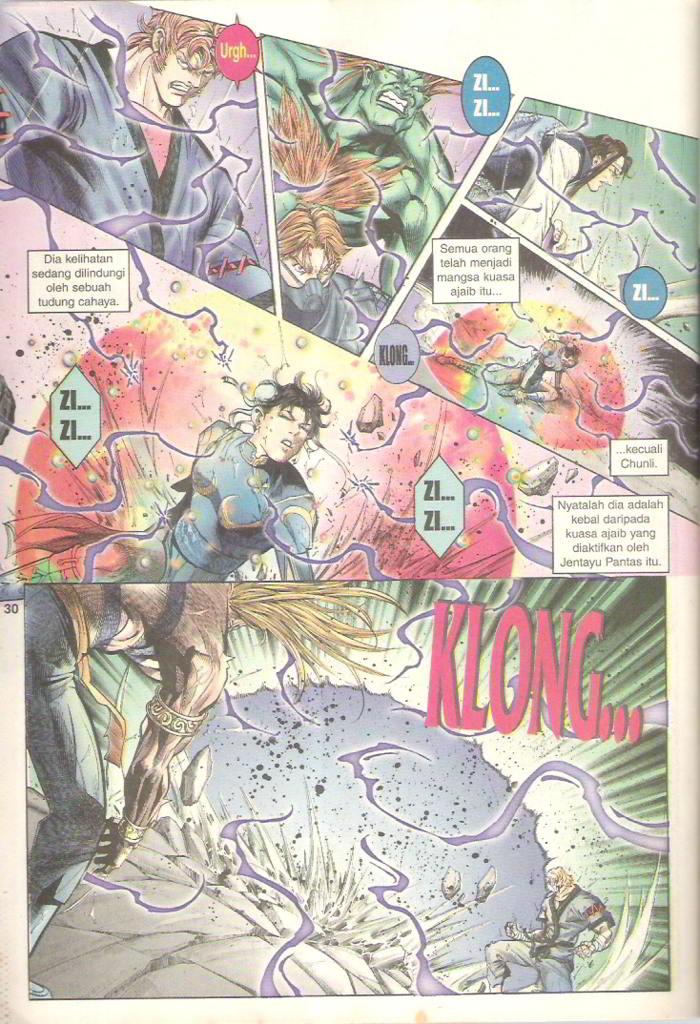 Urgh...
ZI...
ZI...
ZI...
Dia kelihatan
sedang dilindungi
oleh sebuah
tudung cahaya.
Semua orang
telah menjadi
mangsa kuasa
ajaib itu...
KLONG...
...kecuali
Chunli.
ZI...
ZI...
ZI...
ZI...
Nyatalah dia adalah
kebal daripada
kuasa ajaib yang
diaktifkan oleh
Jentayu Pantas itu.
30
KLONG...